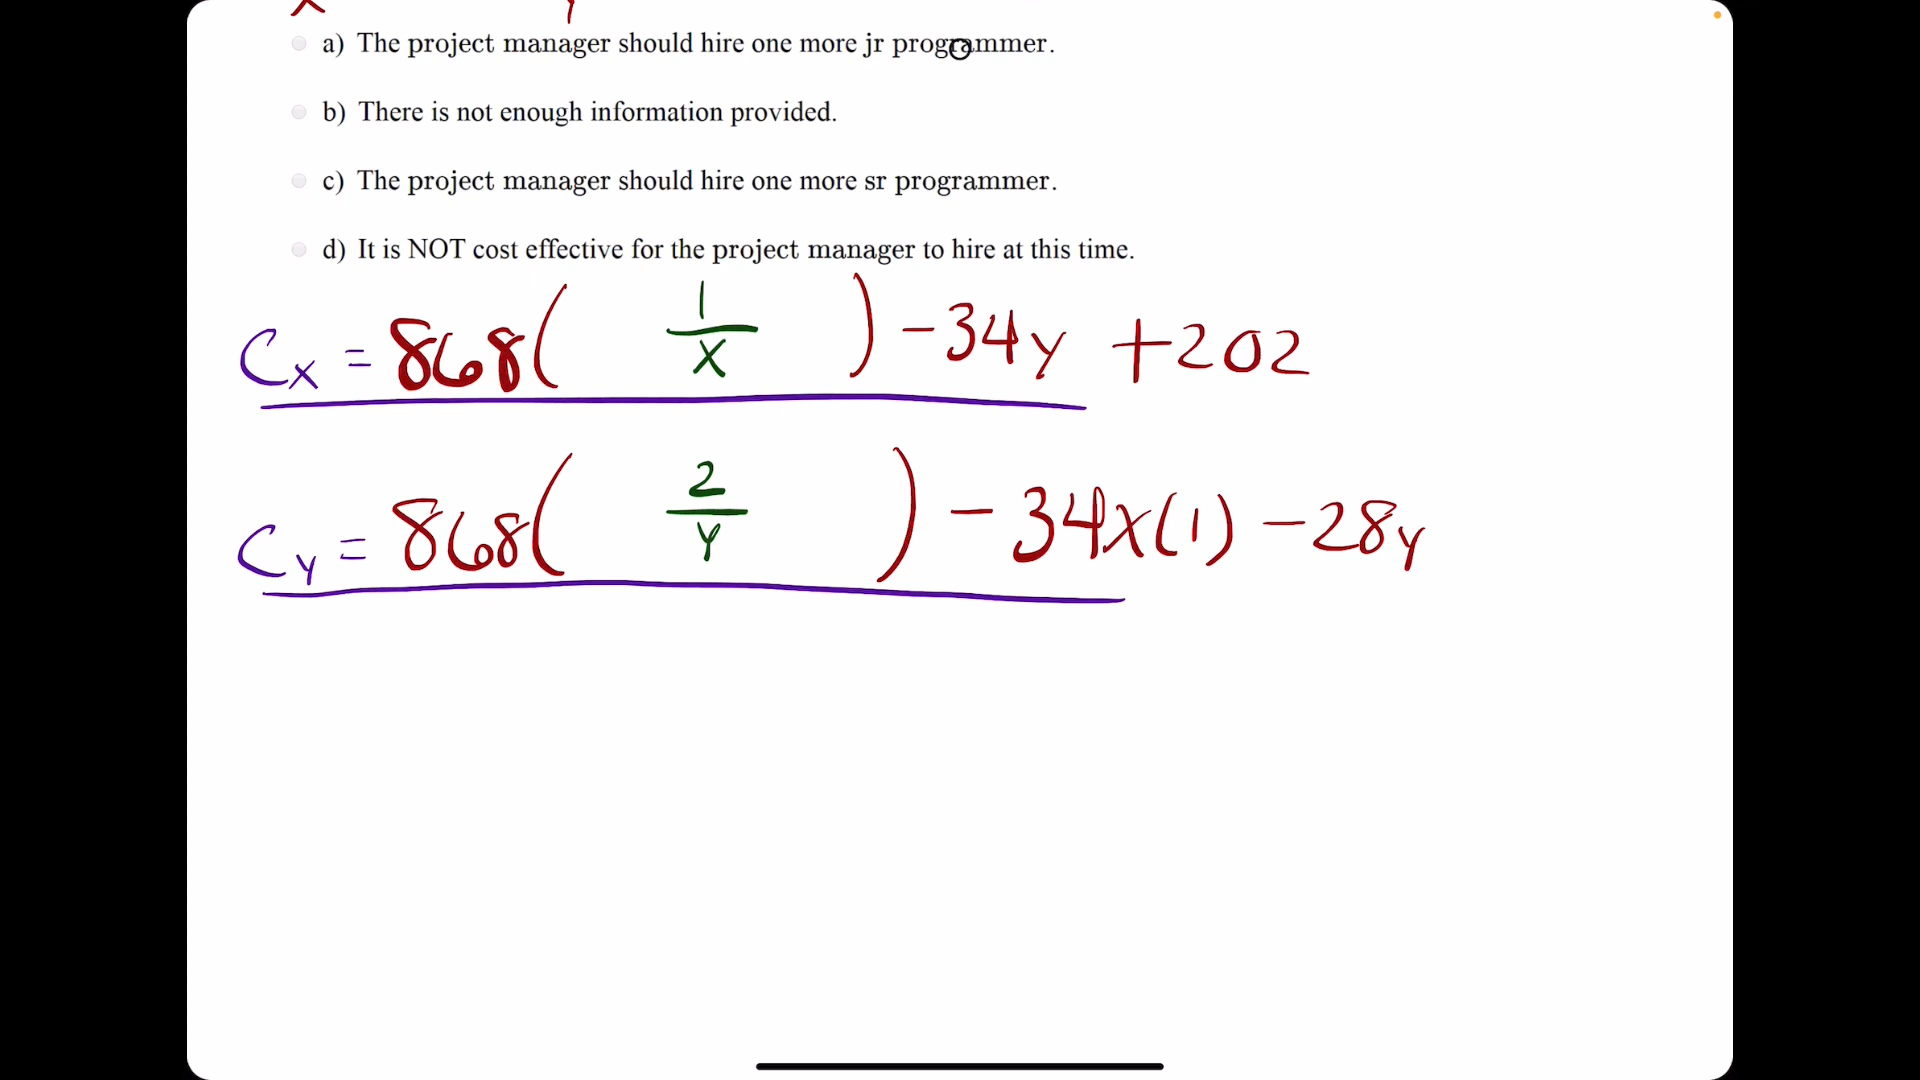 x y
a) The project manager should hire one more jr programmer.
b) There is not enough information provided.
c) The project manager should hire one more sr programmer.
d) It is NOT cost effective for the project manager to hire at this time.
Cx = 868( 1/x ) - 34y + 202
Cy = 868( 2/y ) - 34x(1) - 28y